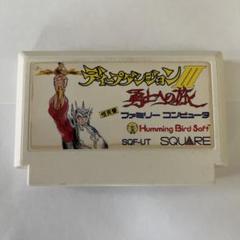 ディープダンジョンIII
勇士への旅
ファミリー コンピュータ
Humming Bird Soft
SQF-UT SQUARE